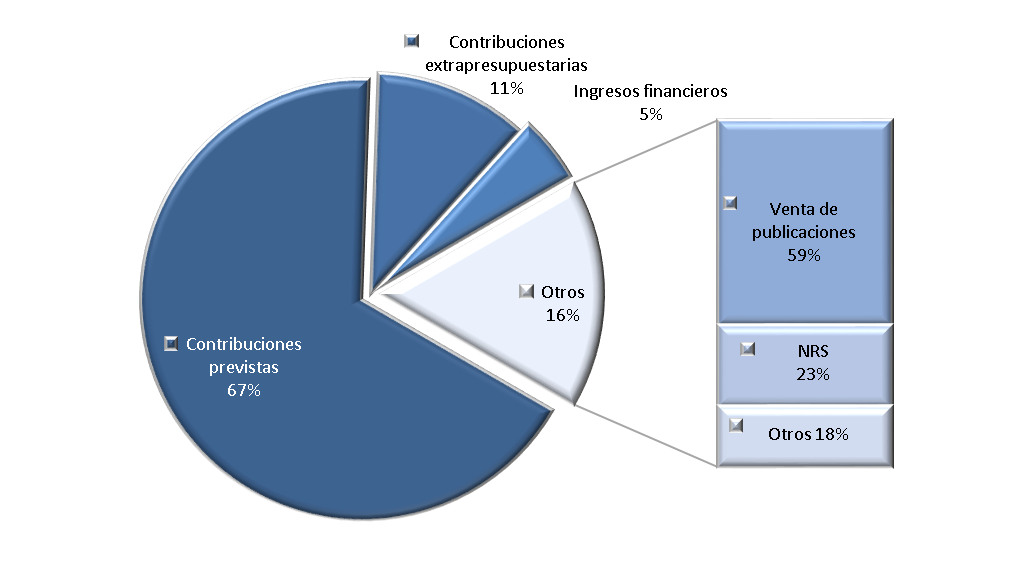 Contribuciones
extrapresupuestarias
11%
Ingresos financieros
5%
Venta de
publicaciones
59%
Otros
16%
Contribuciones
previstas
67%
NRS
23%
Otros 18%